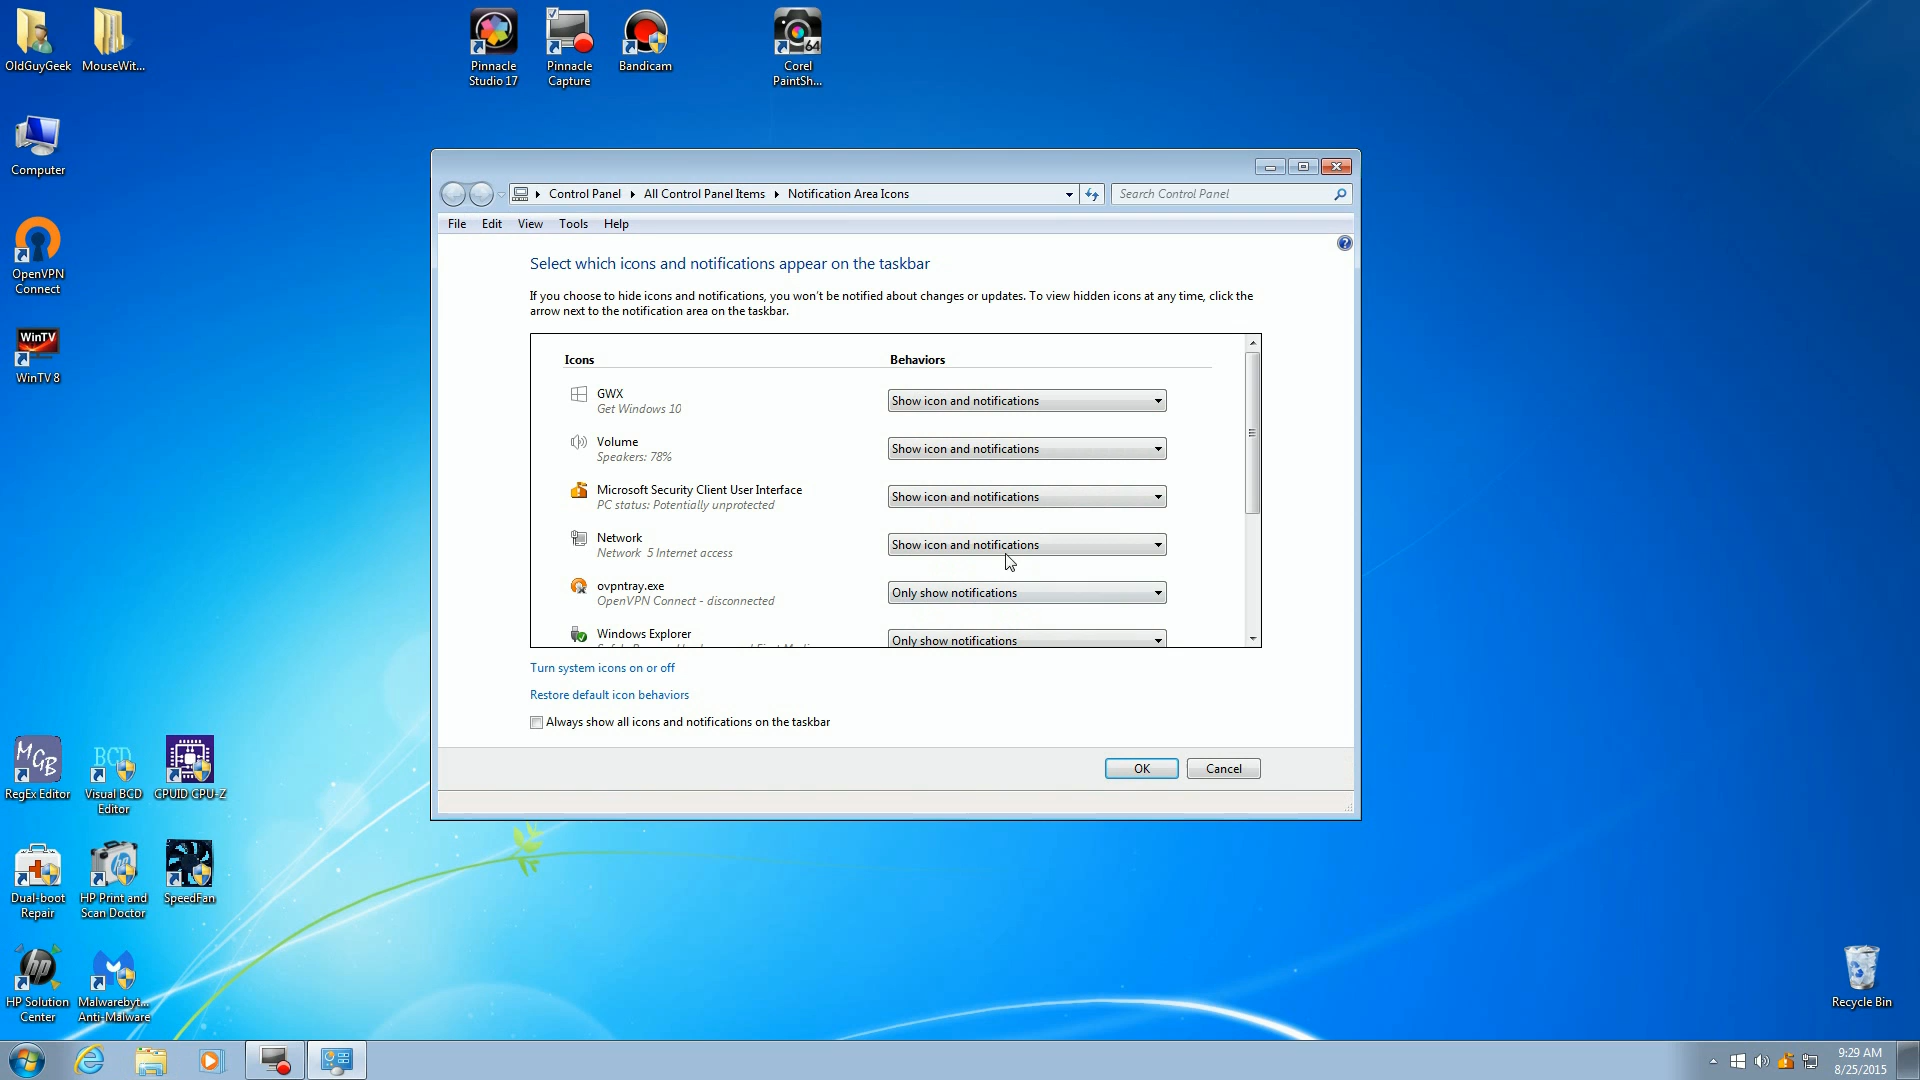 OldGuyGeek
MouseWit...
Pinnacle
Studio 17
Pinnacle
Capture
Bandicam
64
Corel
PaintSh...
Computer
OpenVPN
Connect
WinTV
WinTV 8
Control Panel
All Control Panel Items
Notification Area Icons
Search Control Panel
File
Edit
View
Tools
Help
Select which icons and notifications appear on the taskbar
If you choose to hide icons and notifications, you won't be notified about changes or updates. To view hidden icons at any time, click the
arrow next to the notification area on the taskbar.
Icons
Behaviors
GWX
Get Windows 10
Show icon and notifications
Volume
Speakers: 78%
Show icon and notifications
Microsoft Security Client User Interface
PC status: Potentially unprotected
Show icon and notifications
Network
Network 5 Internet access
Show icon and notifications
ovpntray.exe
OpenVPN Connect - disconnected
Only show notifications
Windows Explorer
Only show notifications
Turn system icons on or off
Restore default icon behaviors
Always show all icons and notifications on the taskbar
OK
Cancel
MGB
RegEx Editor
BCD
Visual BCD
Editor
CPUID CPU-Z
Dual-boot
Repair
HP Print and
Scan Doctor
SpeedFan
hp
HP Solution
Center
Malwarebyt...
Anti-Malware
Recycle Bin
9:29 AM
8/25/2015